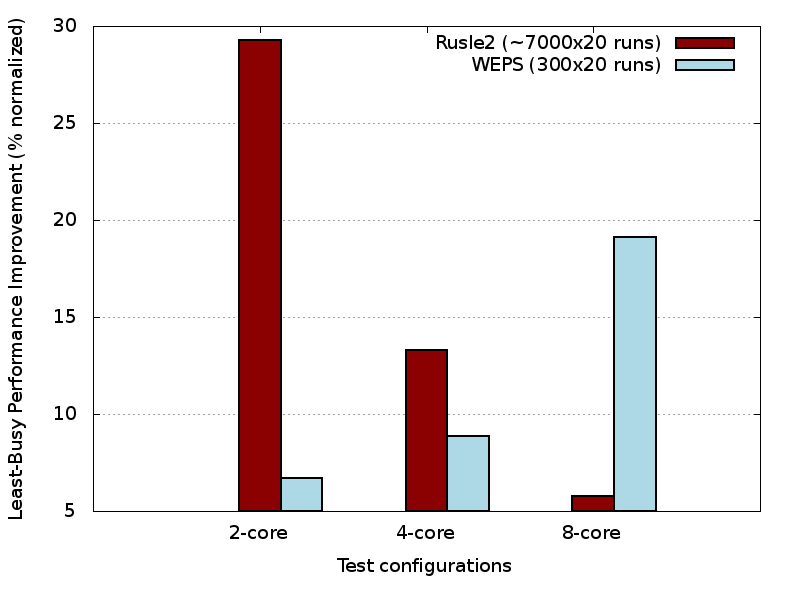 Least-Busy Performance Improvement (% normalized)
30
25
20
15
10
5
Rusle2 (~7000x20 runs)
WEPS (300x20 runs)
2-core
4-core
8-core
Test configurations